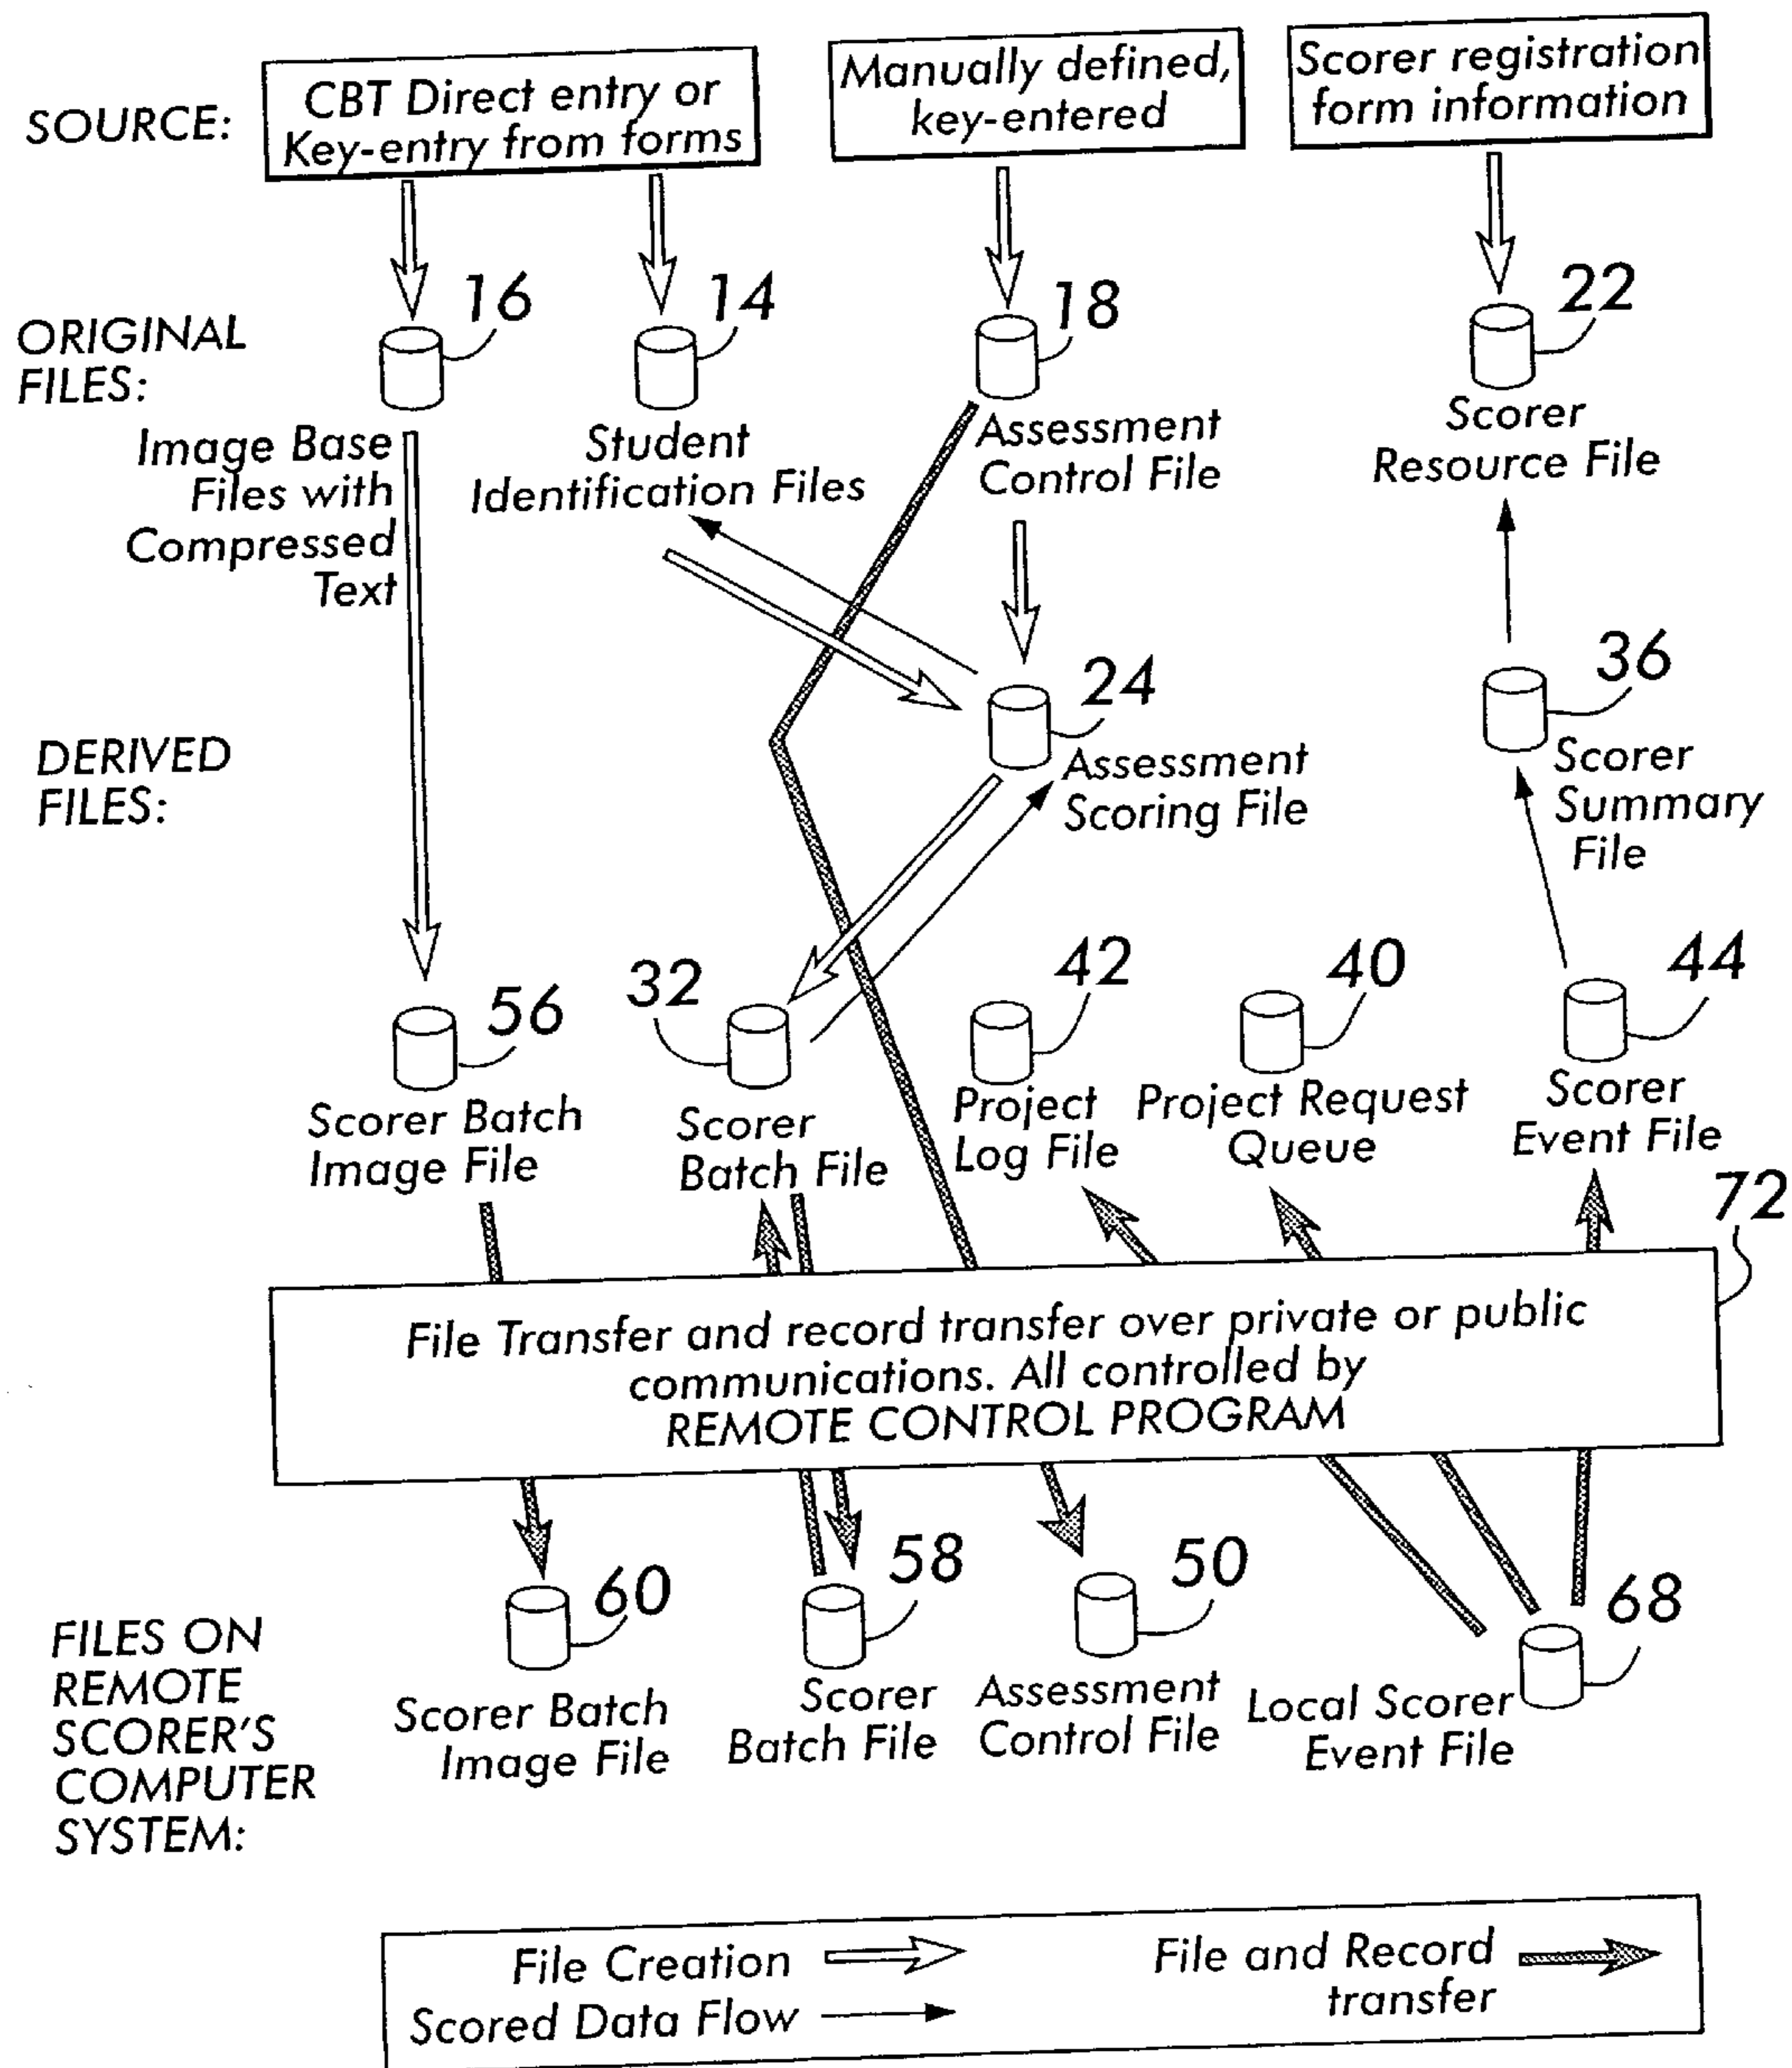 SOURCE:
CBT Direct entry or
Key-entry from forms
Manually defined,
key-entered
Scorer registration
form information
ORIGINAL
FILES:
16
14
18
22
Image Base
Files with
Compressed
Text
Student
Identification Files
Assessment
Control File
Scorer
Resource File
DERIVED
FILES:
24
Assessment
Scoring File
36
Scorer
Summary
File
56
Scorer Batch
Image File
32
Scorer
Batch File
42
Project
Log File
40
Project Request
Queue
44
Scorer
Event File
72
File Transfer and record transfer over private or public
communications. All controlled by
REMOTE CONTROL PROGRAM
FILES ON
REMOTE
SCORER'S
COMPUTER
SYSTEM:
60
Scorer Batch
Image File
58
Scorer
Batch File
50
Assessment
Control File
68
Local Scorer
Event File
File Creation
Scored Data Flow
File and Record
transfer